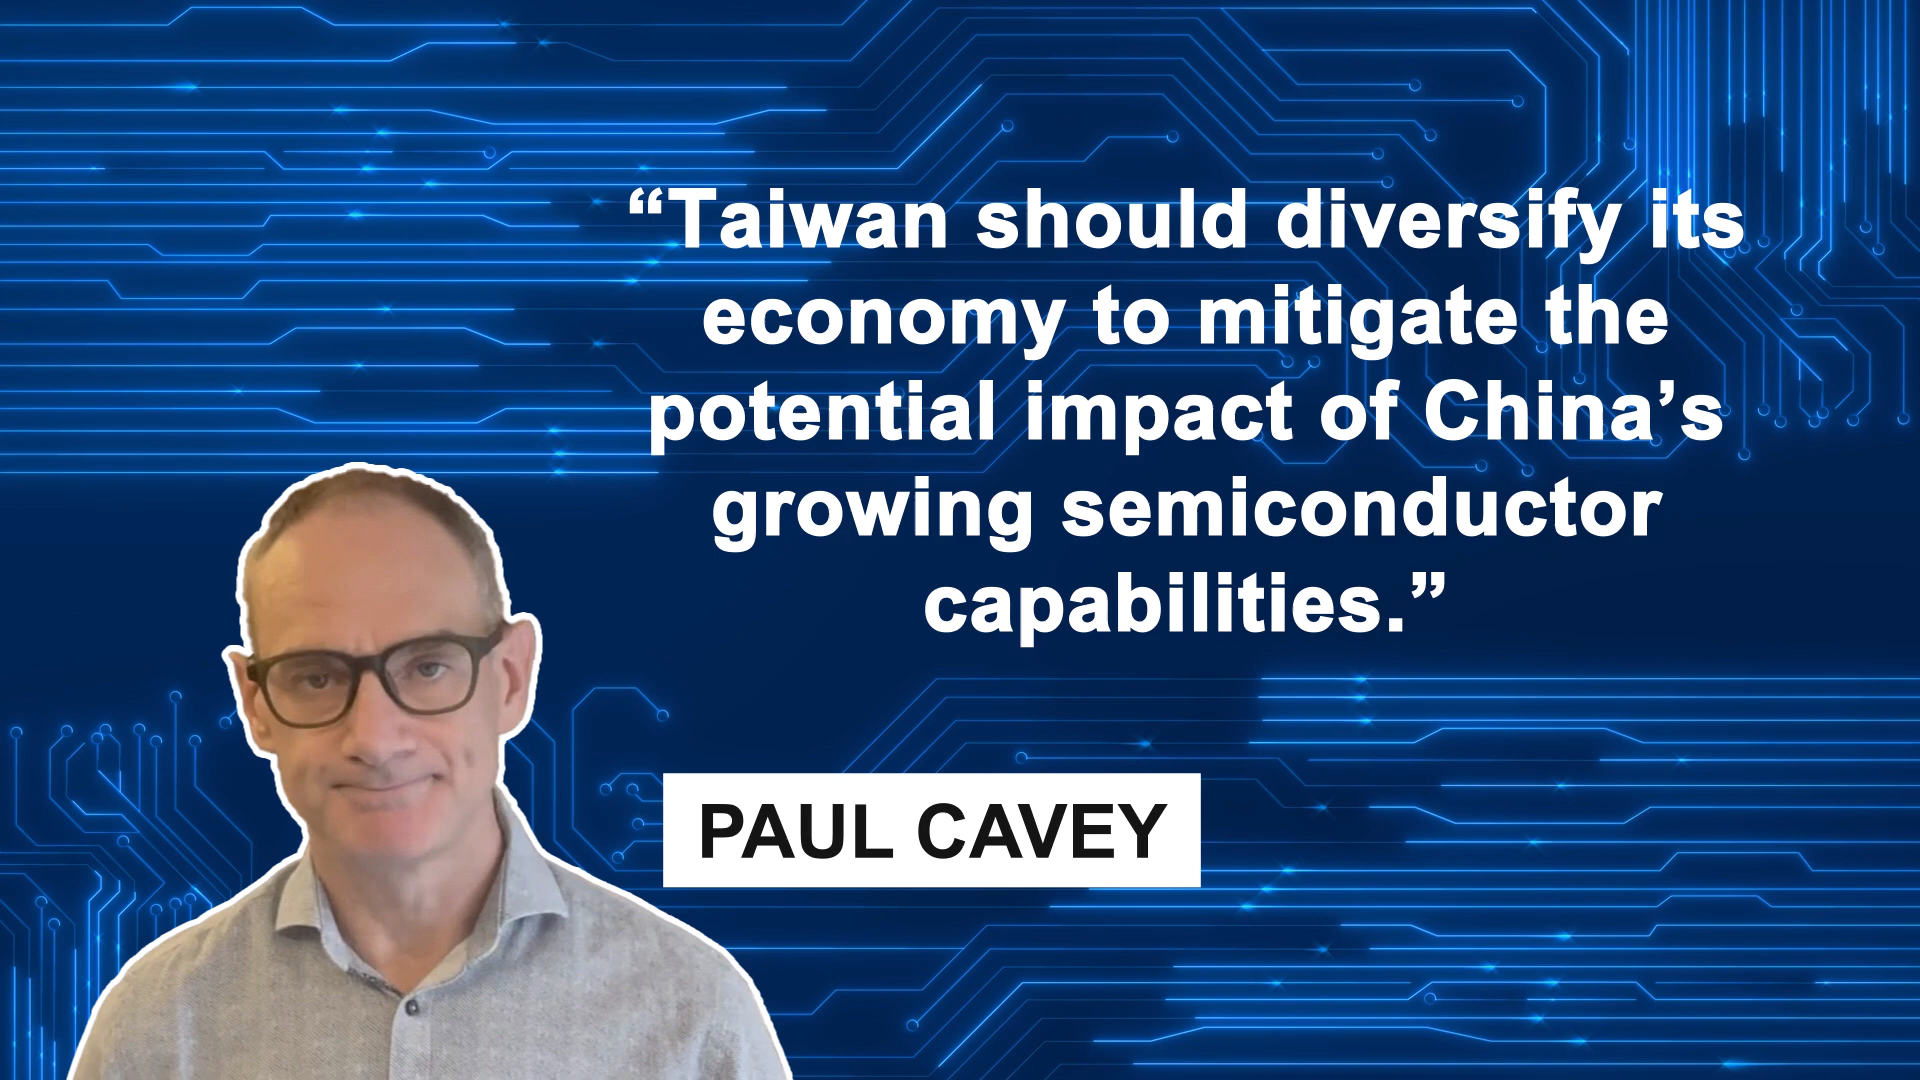 “Taiwan should diversify its
economy to mitigate the
potential impact of China’s
growing semiconductor
capabilities.”
PAUL CAVEY